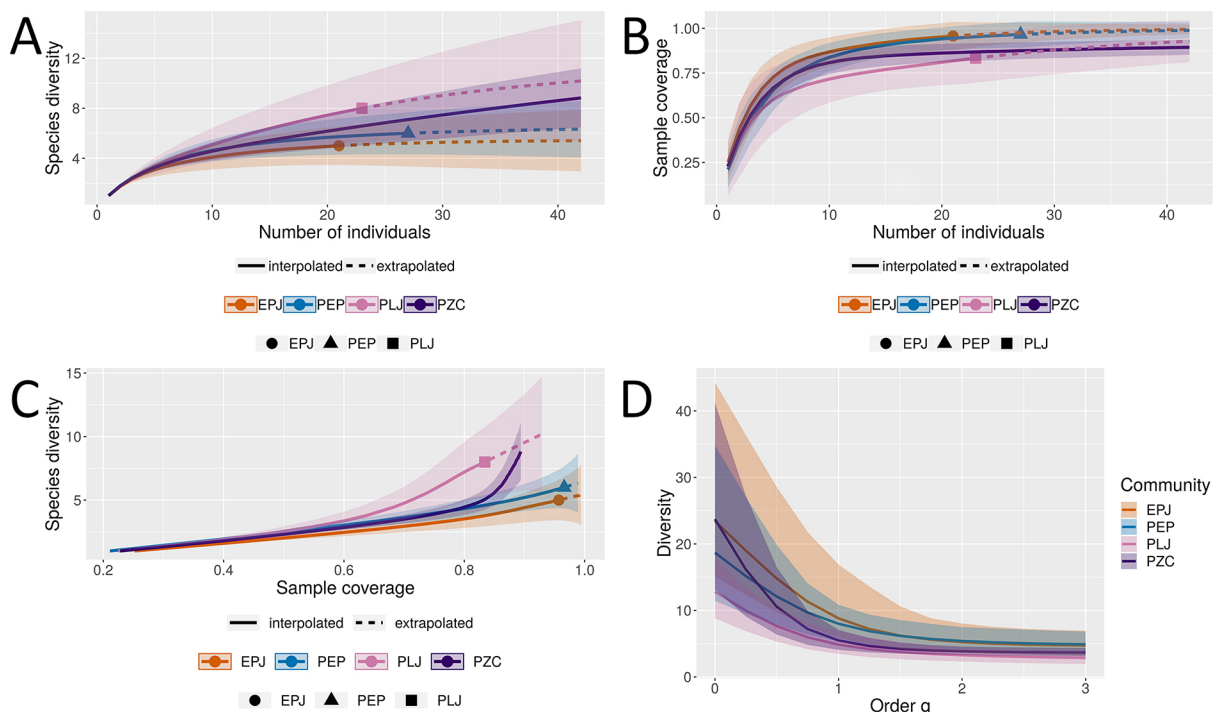 A
Species diversity
12
8
4
0
10
20
30
40
Number of individuals
interpolated extrapolated
EPJ PEP PLJ PZC
EPJ PEP PLJ
B
Sample coverage
1.00
0.75
0.50
0.25
0
10
20
30
40
Number of individuals
interpolated extrapolated
EPJ PEP PLJ PZC
EPJ PEP PLJ
C
Species diversity
15
10
5
0.2
0.4
0.6
0.8
1.0
Sample coverage
interpolated extrapolated
EPJ PEP PLJ PZC
EPJ PEP PLJ
D
Diversity
40
30
20
10
0
0
1
2
3
Order
Community
EPJ
PEP
PLJ
PZC